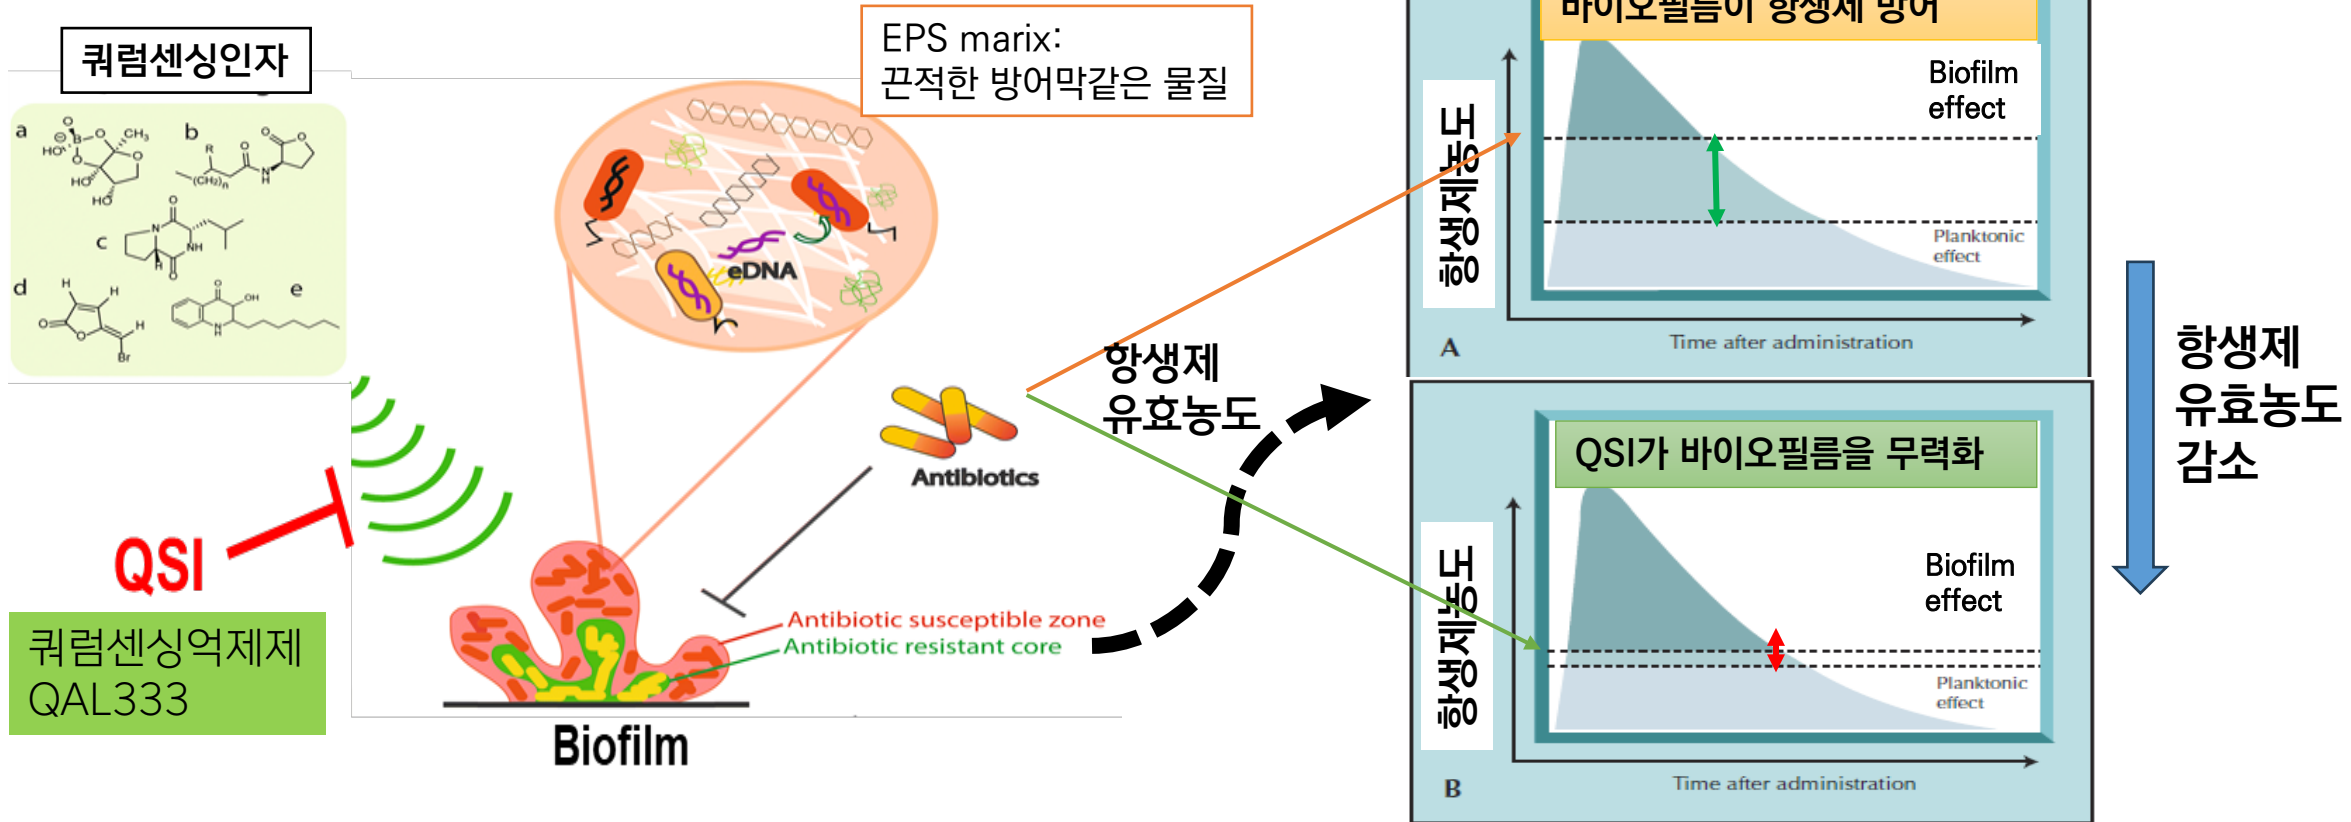 쿼럼센싱인자
a
b
c
d
e
EPS marix:
끈적한 방어막같은 물질
eDNA
QSI
쿼럼센싱억제제
QAL333
Antibiotics
Antibiotic susceptible zone
Antibiotic resistant core
Biofilm
항생제
유효농도
바이오필름이 항생제 방어
항생제농도
Biofilm
effect
Planktonic
effect
Time after administration
A
QSI가 바이오필름을 무력화
항생제농도
Biofilm
effect
Planktonic
effect
Time after administration
B
항생제
유효농도
감소